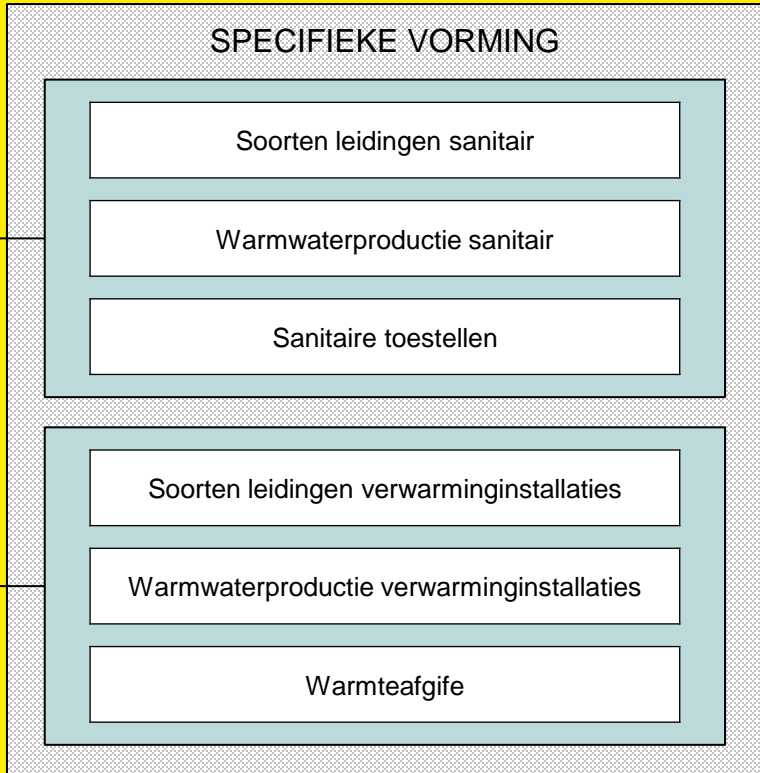 SPECIFIEKE VORMING
Soorten leidingen sanitair
Warmwaterproductie sanitair
Sanitaire toestellen
Soorten leidingen verwarminginstallaties
Warmwaterproductie verwarminginstallaties
Warmteafgife